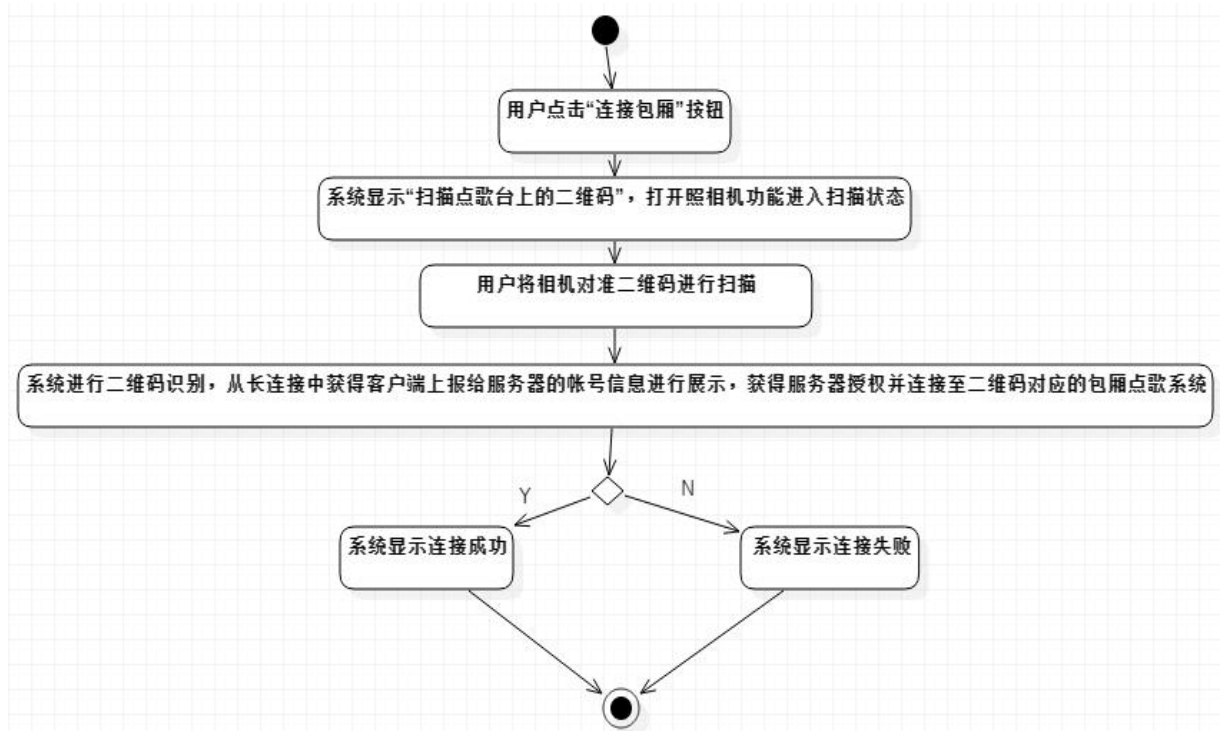 用户点击“连接包厢”按钮
系统显示“扫描点歌台上的二维码”，打开照相机功能进入扫描状态
用户将相机对准二维码进行扫描
系统进行二维码识别，从长连接中获得客户端上报给服务器的帐号信息进行展示，获得服务器授权并连接至二维码对应的包厢点歌系统
Y
N
系统显示连接成功
系统显示连接失败